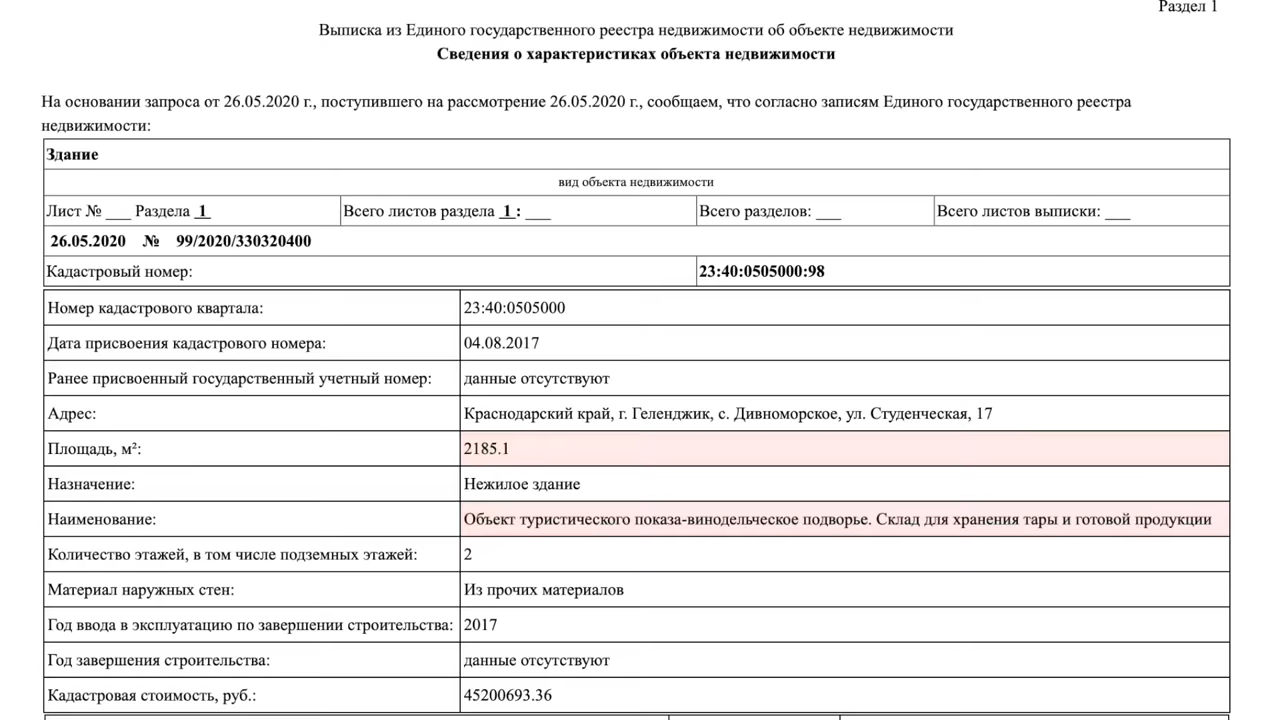 Раздел 1
Выписка из Единого государственного реестра недвижимости об объекте недвижимости
Сведения о характеристиках объекта недвижимости
На основании запроса от 26.05.2020 г., поступившего на рассмотрение 26.05.2020 г., сообщаем, что согласно записям Единого государственного реестра
недвижимости:
Здание
вид объекта недвижимости
Лист № ___ Раздела 1 Всего листов раздела 1 : ___ Всего разделов: ___ Всего листов выписки: ___
26.05.2020 № 99/2020/330320400
Кадастровый номер: 23:40:0505000:98
Номер кадастрового квартала: 23:40:0505000
Дата присвоения кадастрового номера: 04.08.2017
Ранее присвоенный государственный учетный номер: данные отсутствуют
Адрес: Краснодарский край, г. Геленджик, с. Дивноморское, ул. Студенческая, 17
Площадь, м²: 2185.1
Назначение: Нежилое здание
Наименование: Объект туристического показа-винодельческое подворье. Склад для хранения тары и готовой продукции
Количество этажей, в том числе подземных этажей: 2
Материал наружных стен: Из прочих материалов
Год ввода в эксплуатацию по завершении строительства: 2017
Год завершения строительства: данные отсутствуют
Кадастровая стоимость, руб.: 45200693.36